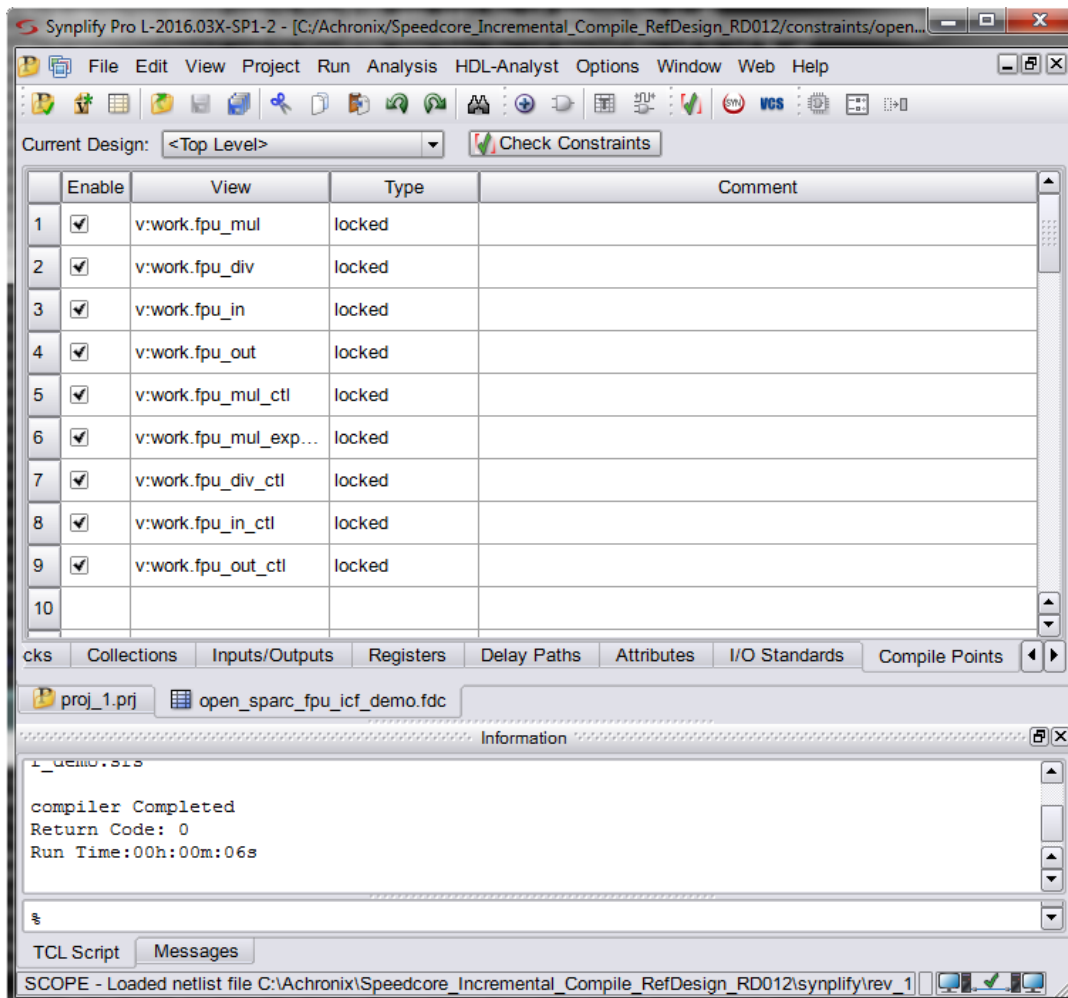 Synplify Pro L-2016.03X-SP1-2 - [C:/Achronix/Speedcore_Incremental_Compile_RefDesign_RD012/constraints/open...
File Edit View Project Run Analysis HDL-Analyst Options Window Web Help
SYN VCS
Current Design: <Top Level> Check Constraints
Enable View Type Comment
1 v:work.fpu_mul locked
2 v:work.fpu_div locked
3 v:work.fpu_in locked
4 v:work.fpu_out locked
5 v:work.fpu_mul_ctl locked
6 v:work.fpu_mul_exp... locked
7 v:work.fpu_div_ctl locked
8 v:work.fpu_in_ctl locked
9 v:work.fpu_out_ctl locked
10
cks Collections Inputs/Outputs Registers Delay Paths Attributes I/O Standards Compile Points
proj_1.prj open_sparc_fpu_icf_demo.fdc
Information
compiler Completed
Return Code: 0
Run Time:00h:00m:06s
%
TCL Script Messages
SCOPE - Loaded netlist file C:\Achronix\Speedcore_Incremental_Compile_RefDesign_RD012\synplify\rev_1